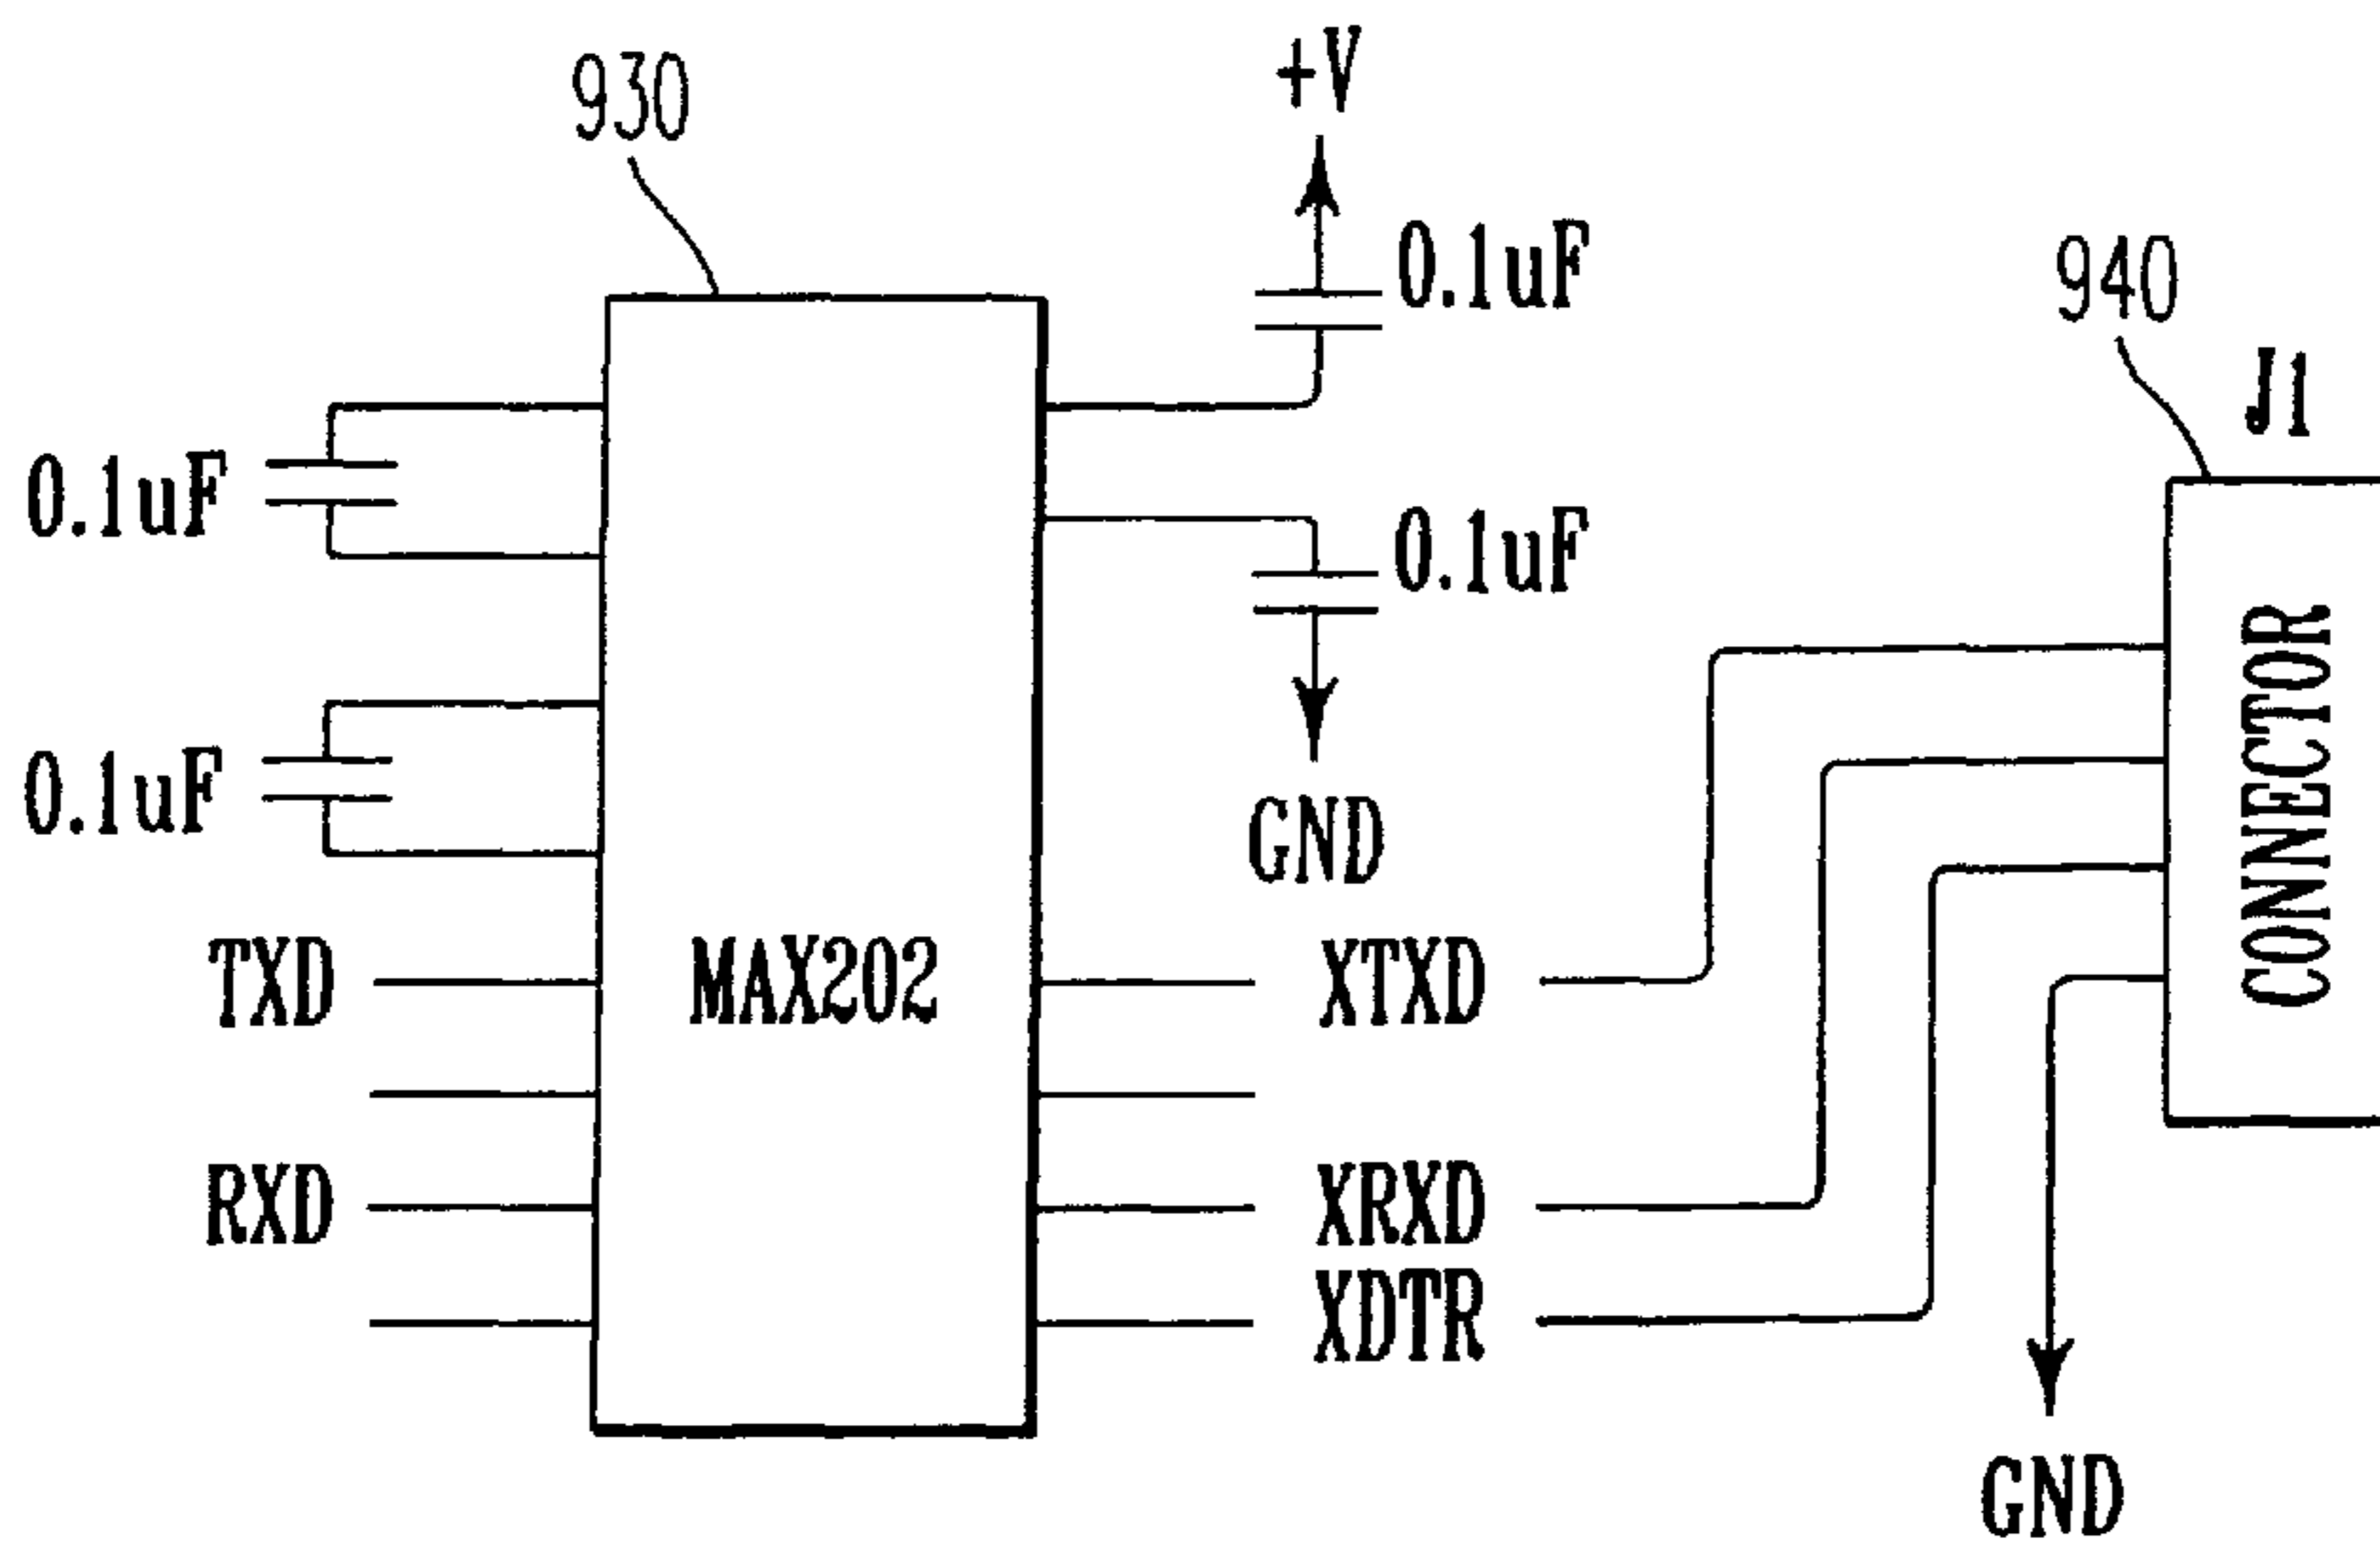 930
+V
0.1uF
940
J1
0.1uF
0.1uF
CONNECTOR
0.1uF
GND
TXD
MAX202
XTXD
RXD
XRXD
XDTR
GND